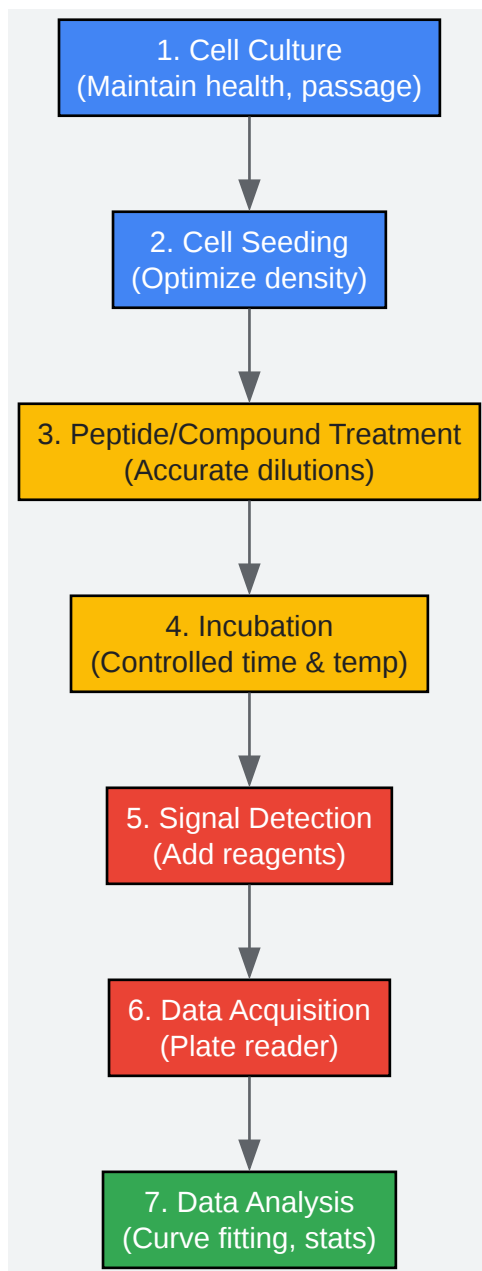 1. Cell Culture
(Maintain health, passage)
2. Cell Seeding
(Optimize density)
3. Peptide/Compound Treatment
(Accurate dilutions)
4. Incubation
(Controlled time & temp)
5. Signal Detection
(Add reagents)
6. Data Acquisition
(Plate reader)
7. Data Analysis
(Curve fitting, stats)